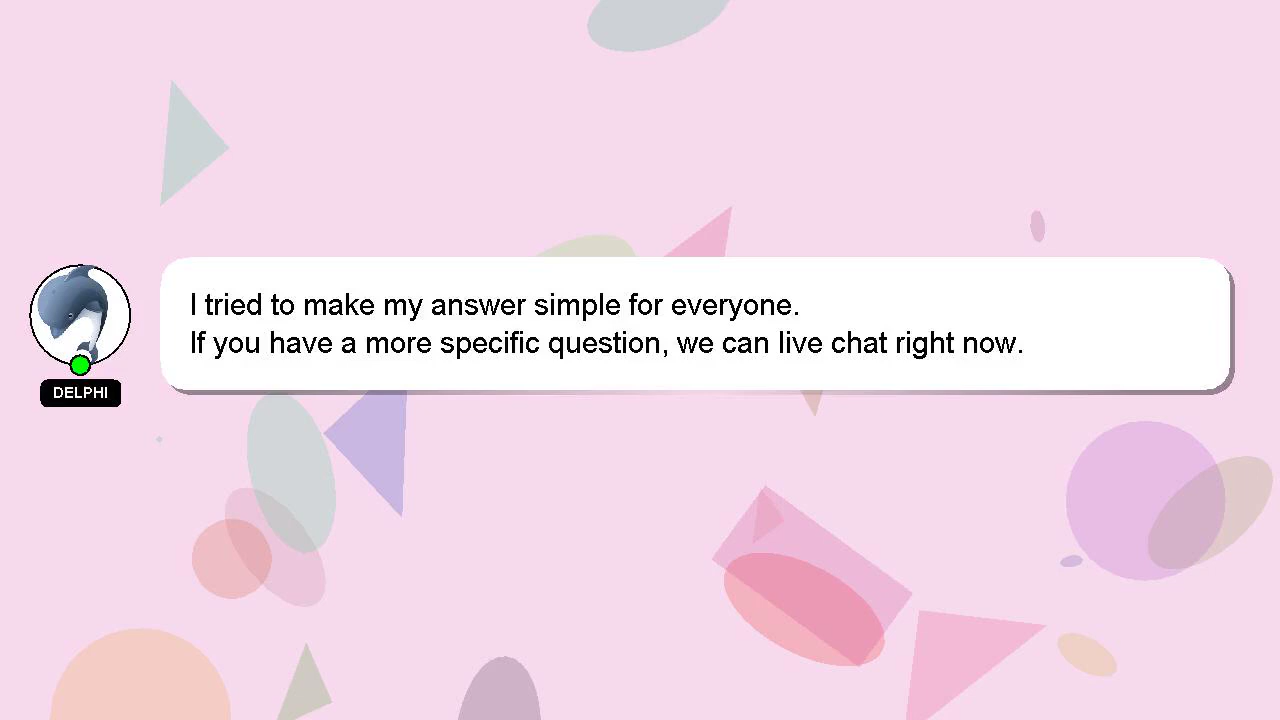 I tried to make my answer simple for everyone.
If you have a more specific question, we can live chat right now.
DELPHI